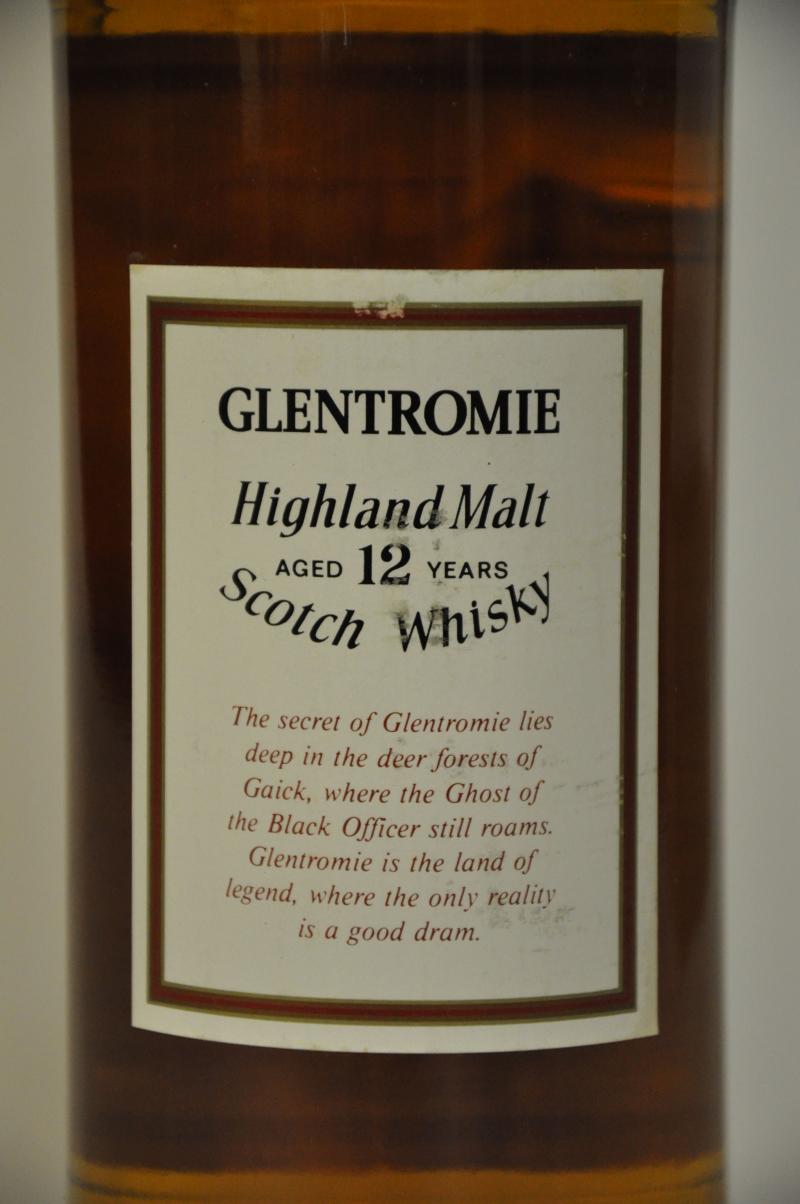 GLENTROMIE
Highland Malt
AGED 12 YEARS
Scotch Whisky
The secret of Glentromie lies
deep in the deer forests of
Gaick, where the Ghost of
the Black Officer still roams.
Glentromie is the land of
legend, where the only reality
is a good dram.